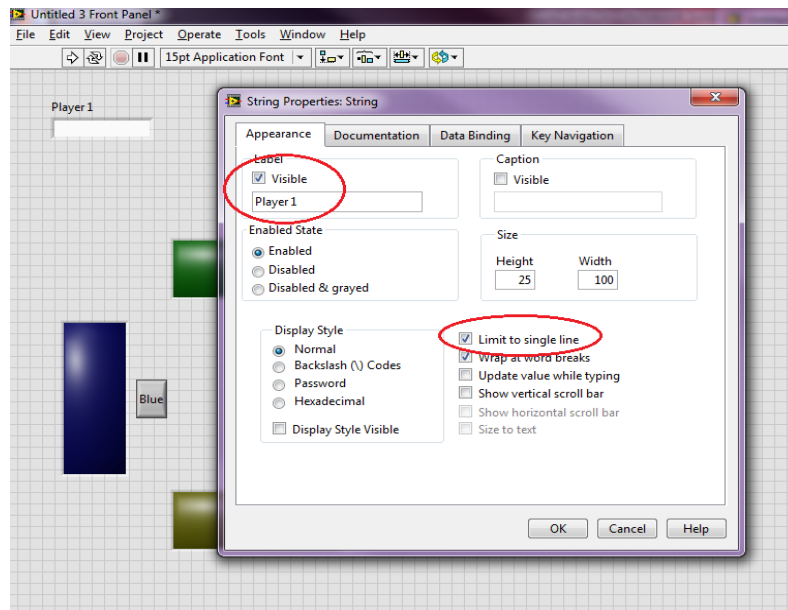 Untitled 3 Front Panel *
File Edit View Project Operate Tools Window Help
15pt Application Font
Player 1
String Properties: String
Appearance Documentation Data Binding Key Navigation
Label
Visible
Player 1
Caption
Visible
Enabled State
Enabled
Disabled
Disabled & grayed
Size
Height Width
25 100
Display Style
Normal
Backslash (\) Codes
Password
Hexadecimal
Display Style Visible
Limit to single line
Wrap at word breaks
Update value while typing
Show vertical scroll bar
Show horizontal scroll bar
Size to text
Blue
OK Cancel Help